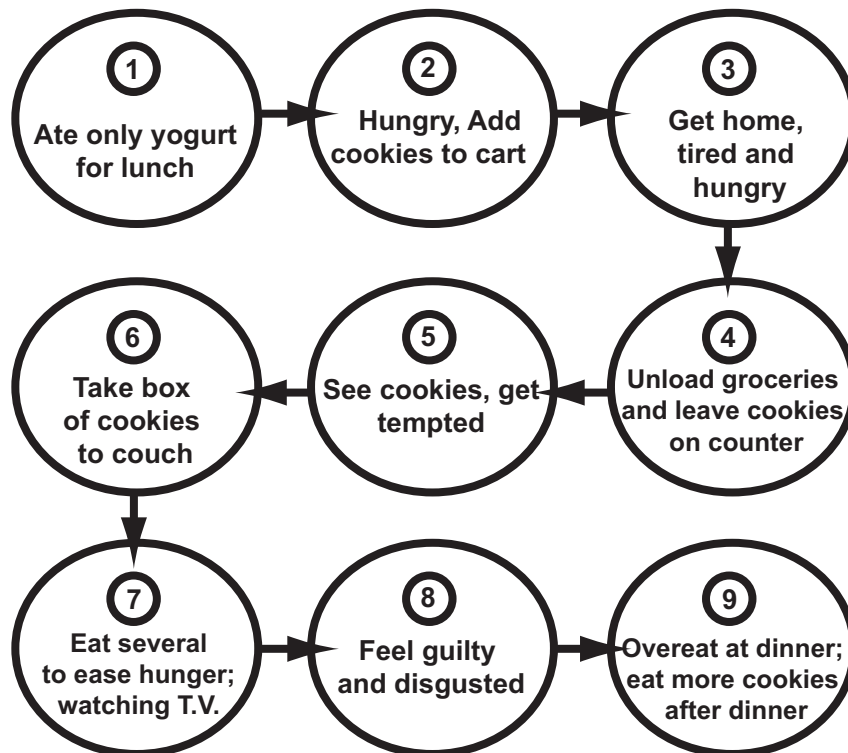 1
Ate only yogurt
for lunch
2
Hungry, Add
cookies to cart
3
Get home,
tired and
hungry
4
Unload groceries
and leave cookies
on counter
5
See cookies, get
tempted
6
Take box
of cookies
to couch
7
Eat several
to ease hunger;
watching T.V.
8
Feel guilty
and disgusted
9
Overeat at dinner;
eat more cookies
after dinner